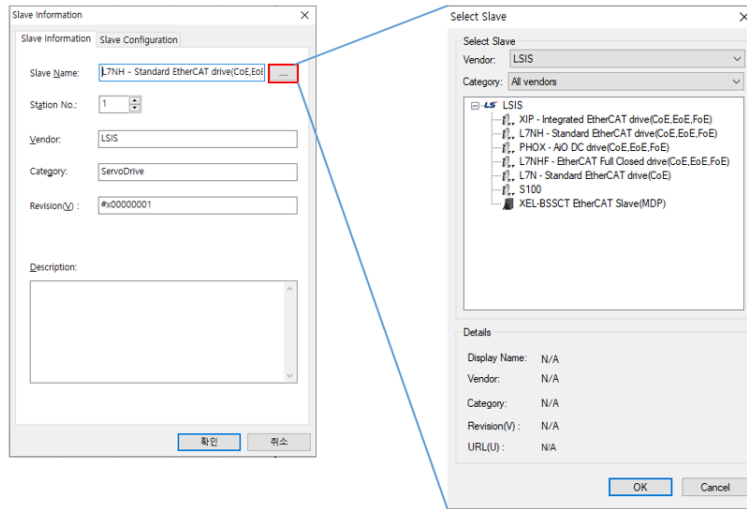 Slave Information
Slave Information Slave Configuration
Slave Name: L7NH - Standard EtherCAT drive(CoE,EoE ....
Station No.: 1
Vendor: LSIS
Category: ServoDrive
Revision(V) : #x00000001
Description:
확인 취소
Select Slave
Select Slave
Vendor: LSIS
Category: All vendors
LS LSIS
XIP - Integrated EtherCAT drive(CoE,EoE,FoE)
L7NH - Standard EtherCAT drive(CoE,EoE,FoE)
PHOX - AiO DC drive(CoE,EoE,FoE)
L7NHF - EtherCAT Full Closed drive(CoE,EoE,FoE)
L7N - Standard EtherCAT drive(CoE)
S100
XEL-BSSCT EtherCAT Slave(MDP)
Details
Display Name: N/A
Vendor: N/A
Category: N/A
Revision(V) : N/A
URL(U) : N/A
OK Cancel